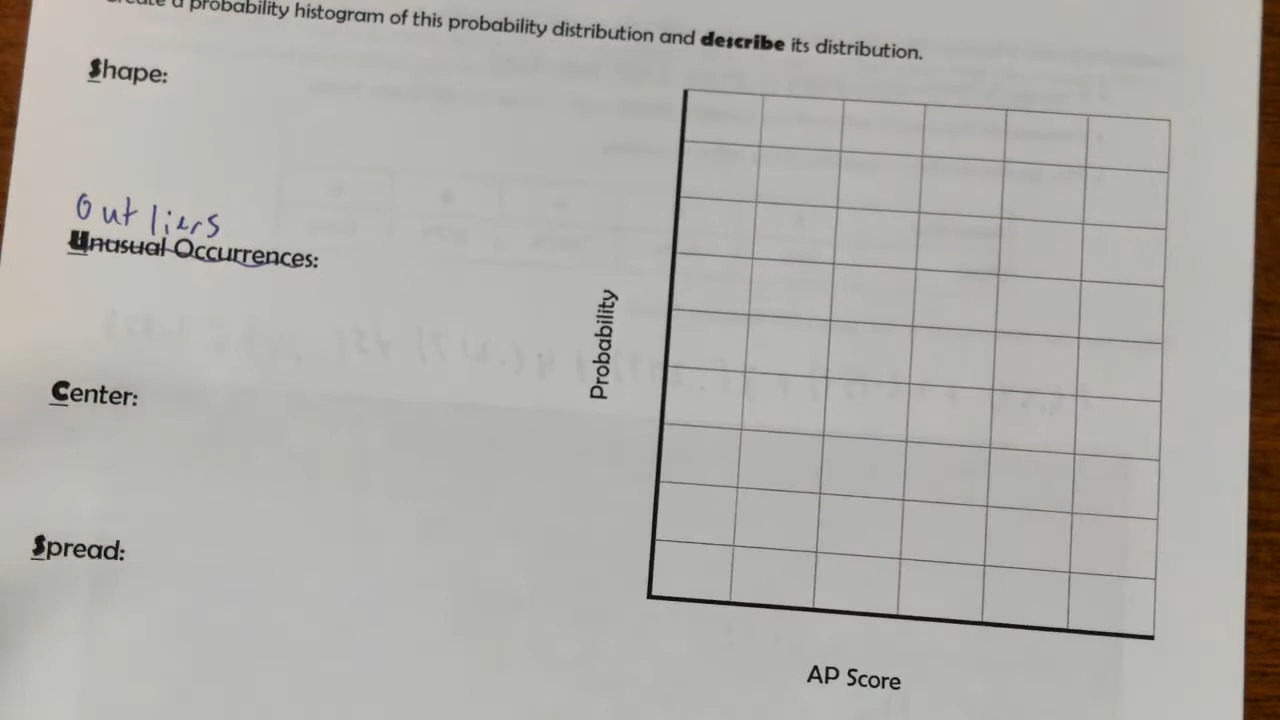 Create a probability histogram of this probability distribution and describe its distribution.
Shape:
Outliers
Unusual Occurrences:
Center:
Spread:
Probability
AP Score